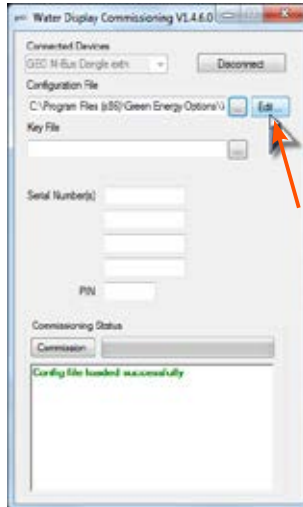 Water Display Commissioning V1.4.6.0
Connected Devices
GEO M-Bus Dongle extn Disconnect
Configuration File
C:\Program Files (x86)\Green Energy Options\ ... Edit...
Key File
...
Serial Number(s)
PIN
Commissioning Status
Commission
Config file loaded successfully